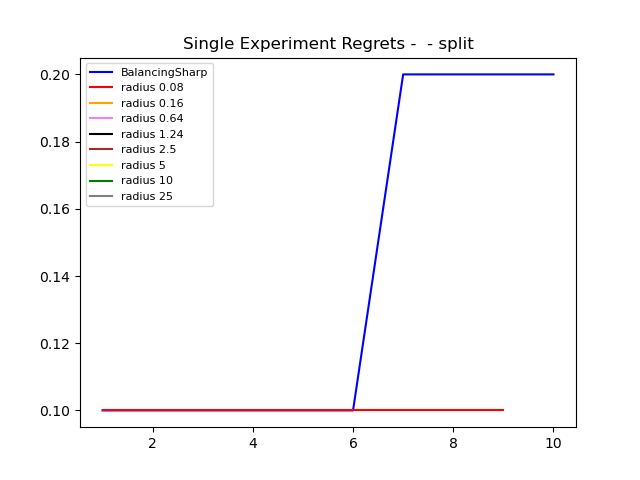 Single Experiment Regrets -  - split
0.20
0.18
0.16
0.14
0.12
0.10
BalancingSharp
radius 0.08
radius 0.16
radius 0.64
radius 1.24
radius 2.5
radius 5
radius 10
radius 25
2 4 6 8 10